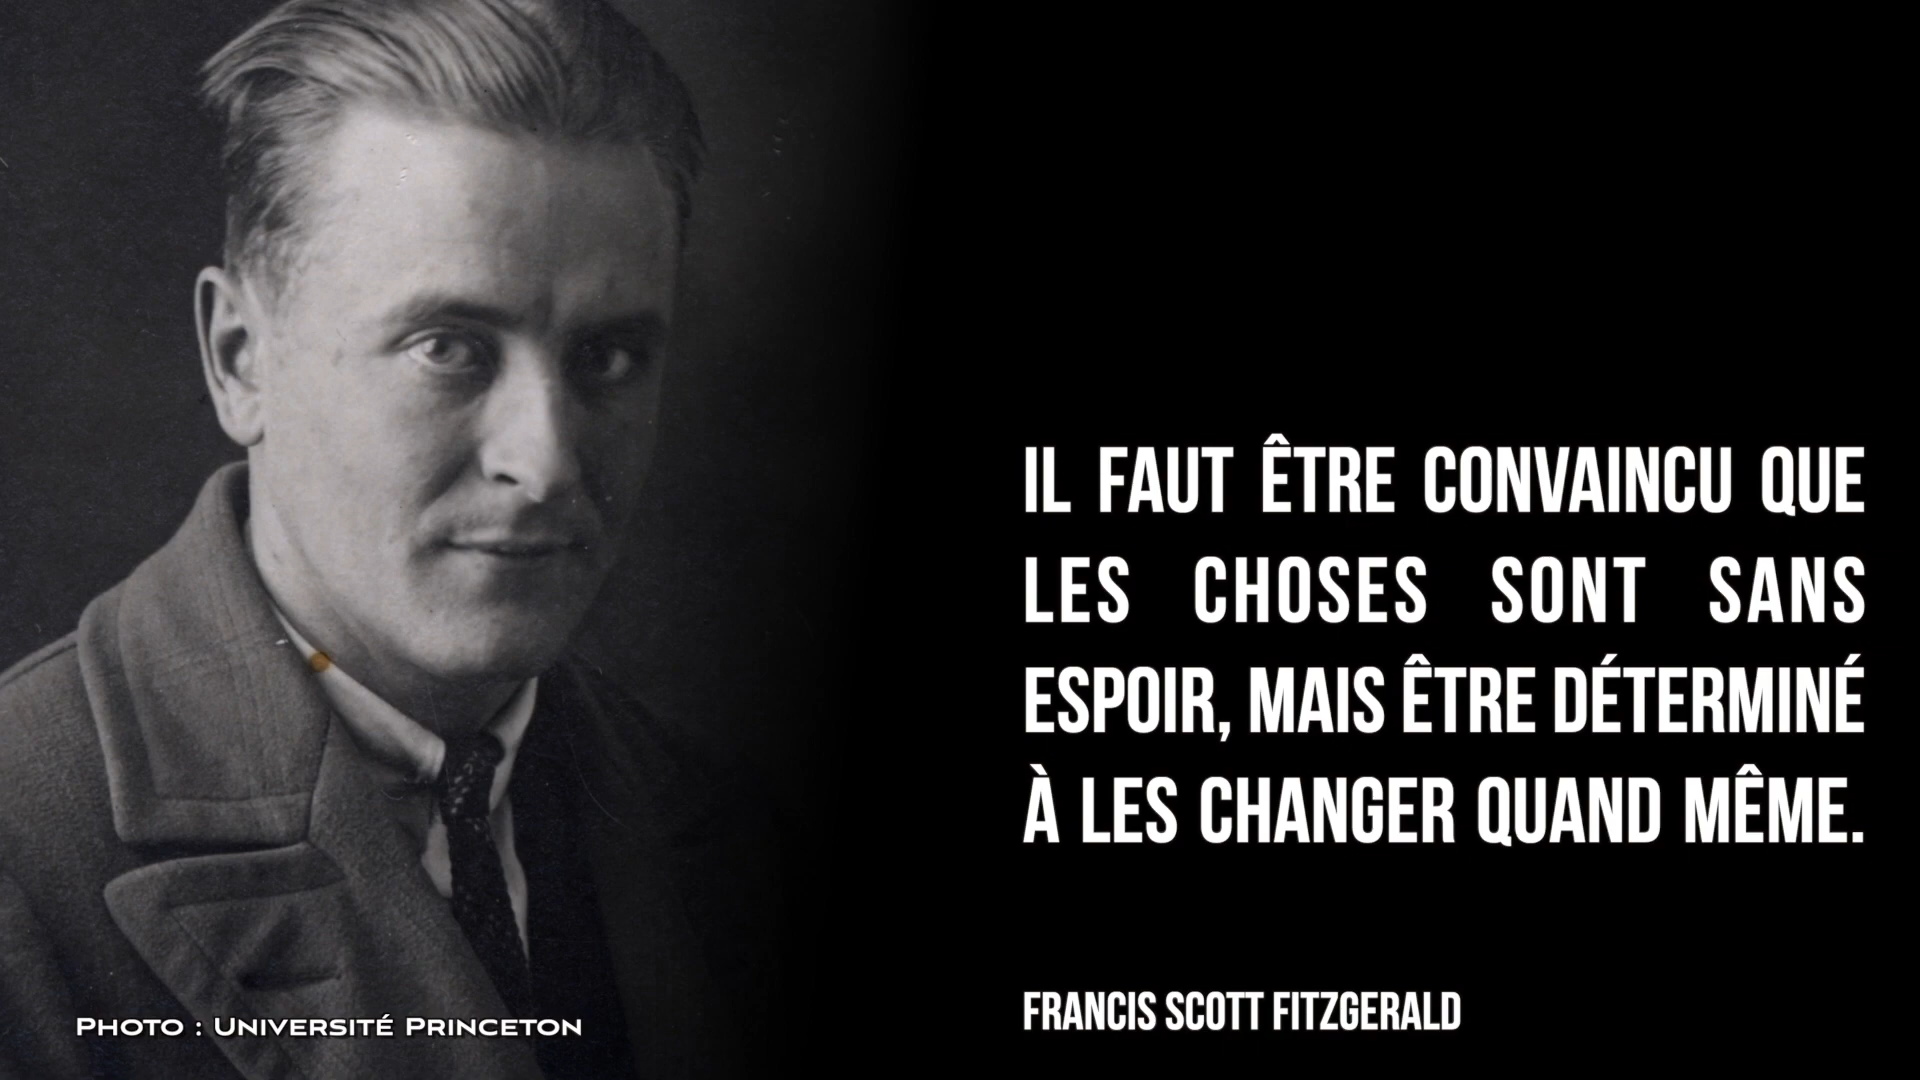 IL FAUT ÊTRE CONVAINCU QUE
LES CHOSES SONT SANS
ESPOIR, MAIS ÊTRE DÉTERMINÉ
À LES CHANGER QUAND MÊME.
FRANCIS SCOTT FITZGERALD
PHOTO : UNIVERSITÉ PRINCETON